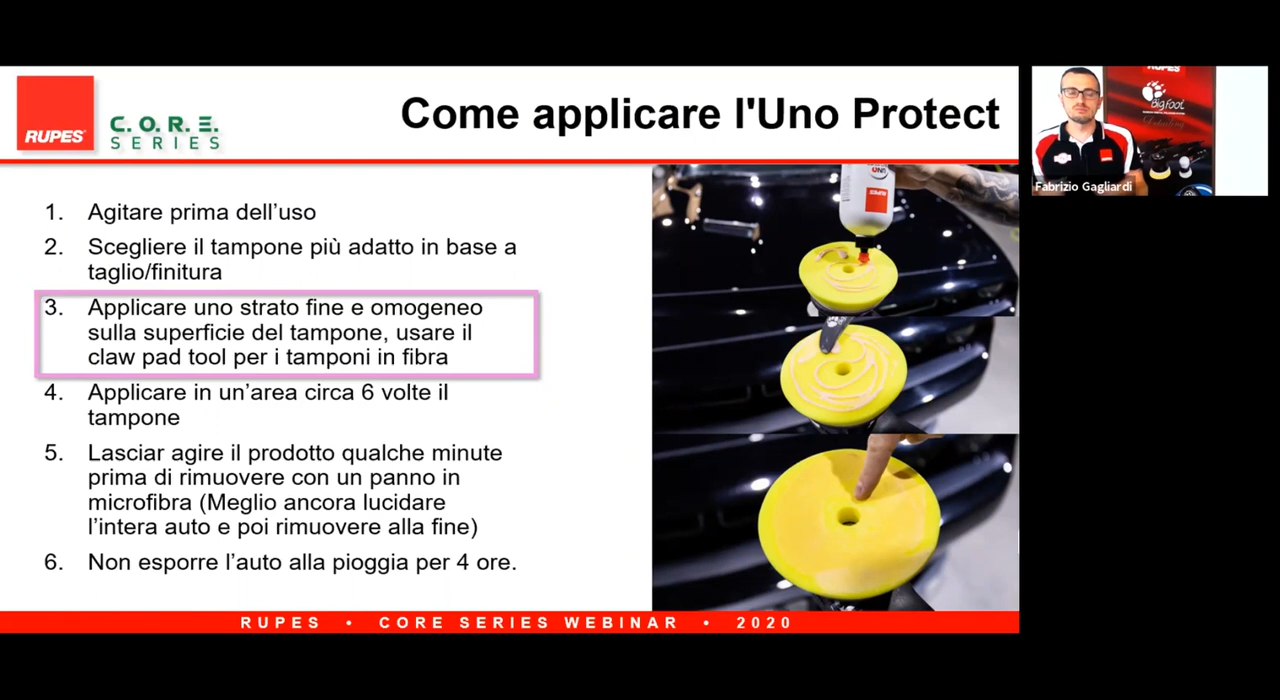 RUPES
C. O. R. E.
SERIES
Come applicare l'Uno Protect
1. Agitare prima dell’uso
2. Scegliere il tampone più adatto in base a
taglio/finitura
3. Applicare uno strato fine e omogeneo
sulla superficie del tampone, usare il
claw pad tool per i tamponi in fibra
4. Applicare in un’area circa 6 volte il
tampone
5. Lasciar agire il prodotto qualche minute
prima di rimuovere con un panno in
microfibra (Meglio ancora lucidare
l’intera auto e poi rimuovere alla fine)
6. Non esporre l’auto alla pioggia per 4 ore.
RUPES • CORE SERIES WEBINAR • 2020
UNO
RUPES
RUPES
BigFoot
Fabrizio Gagliardi